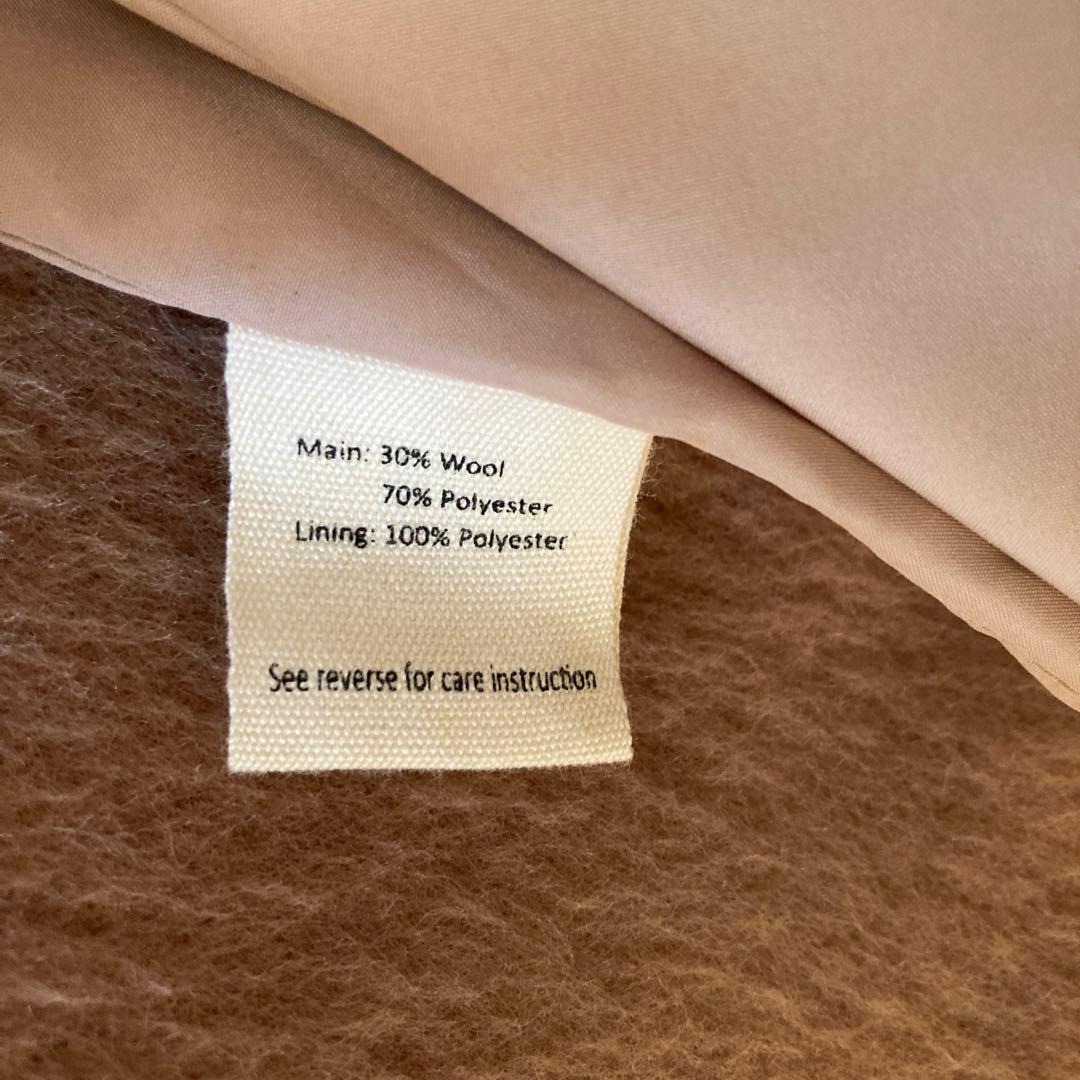 Main: 30% Wool
70% Polyester
Lining: 100% Polyester
See reverse for care instruction